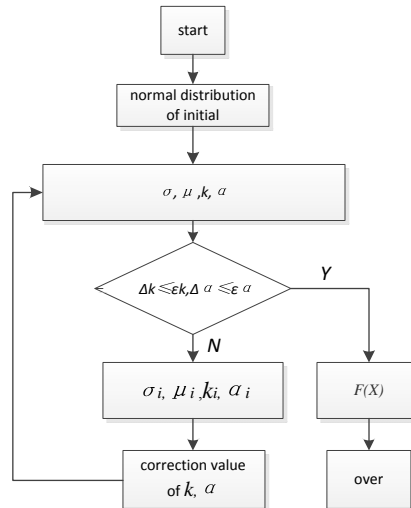 start
normal distribution
of initial
σ, μ ,k, α
Δk ≤εk,Δ α ≤ε α
Y
N
σi, μi ,ki, αi
F(X)
correction value
of k, α
over